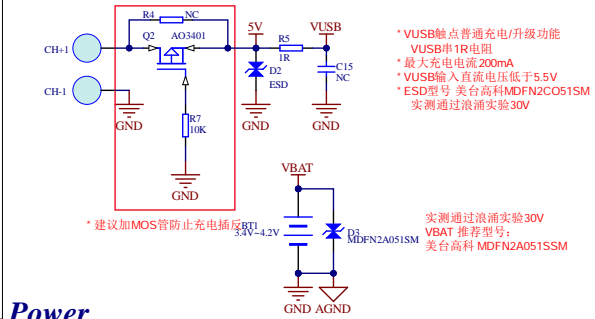 R4 NC
5V
VUSB
CH+1
Q2 AO3401
R5
1R
D2
ESD
C15
NC
CH-1
GND
R7
10K
GND
GND
GND
* VUSB触点普通充电/升级功能
VUSB串1R电阻
* 最大充电电流200mA
* VUSB输入直流电压低于5.5V
* ESD型号 美台高科MDFN2CO51SM
实测通过浪涌实验30V
* 建议加MOS管防止充电插反
VBAT
BT1
3.4V~4.2V
D3
MDFN2A051SM
GND AGND
实测通过浪涌实验30V
VBAT 推荐型号:
美台高科 MDFN2A051SSM
Power